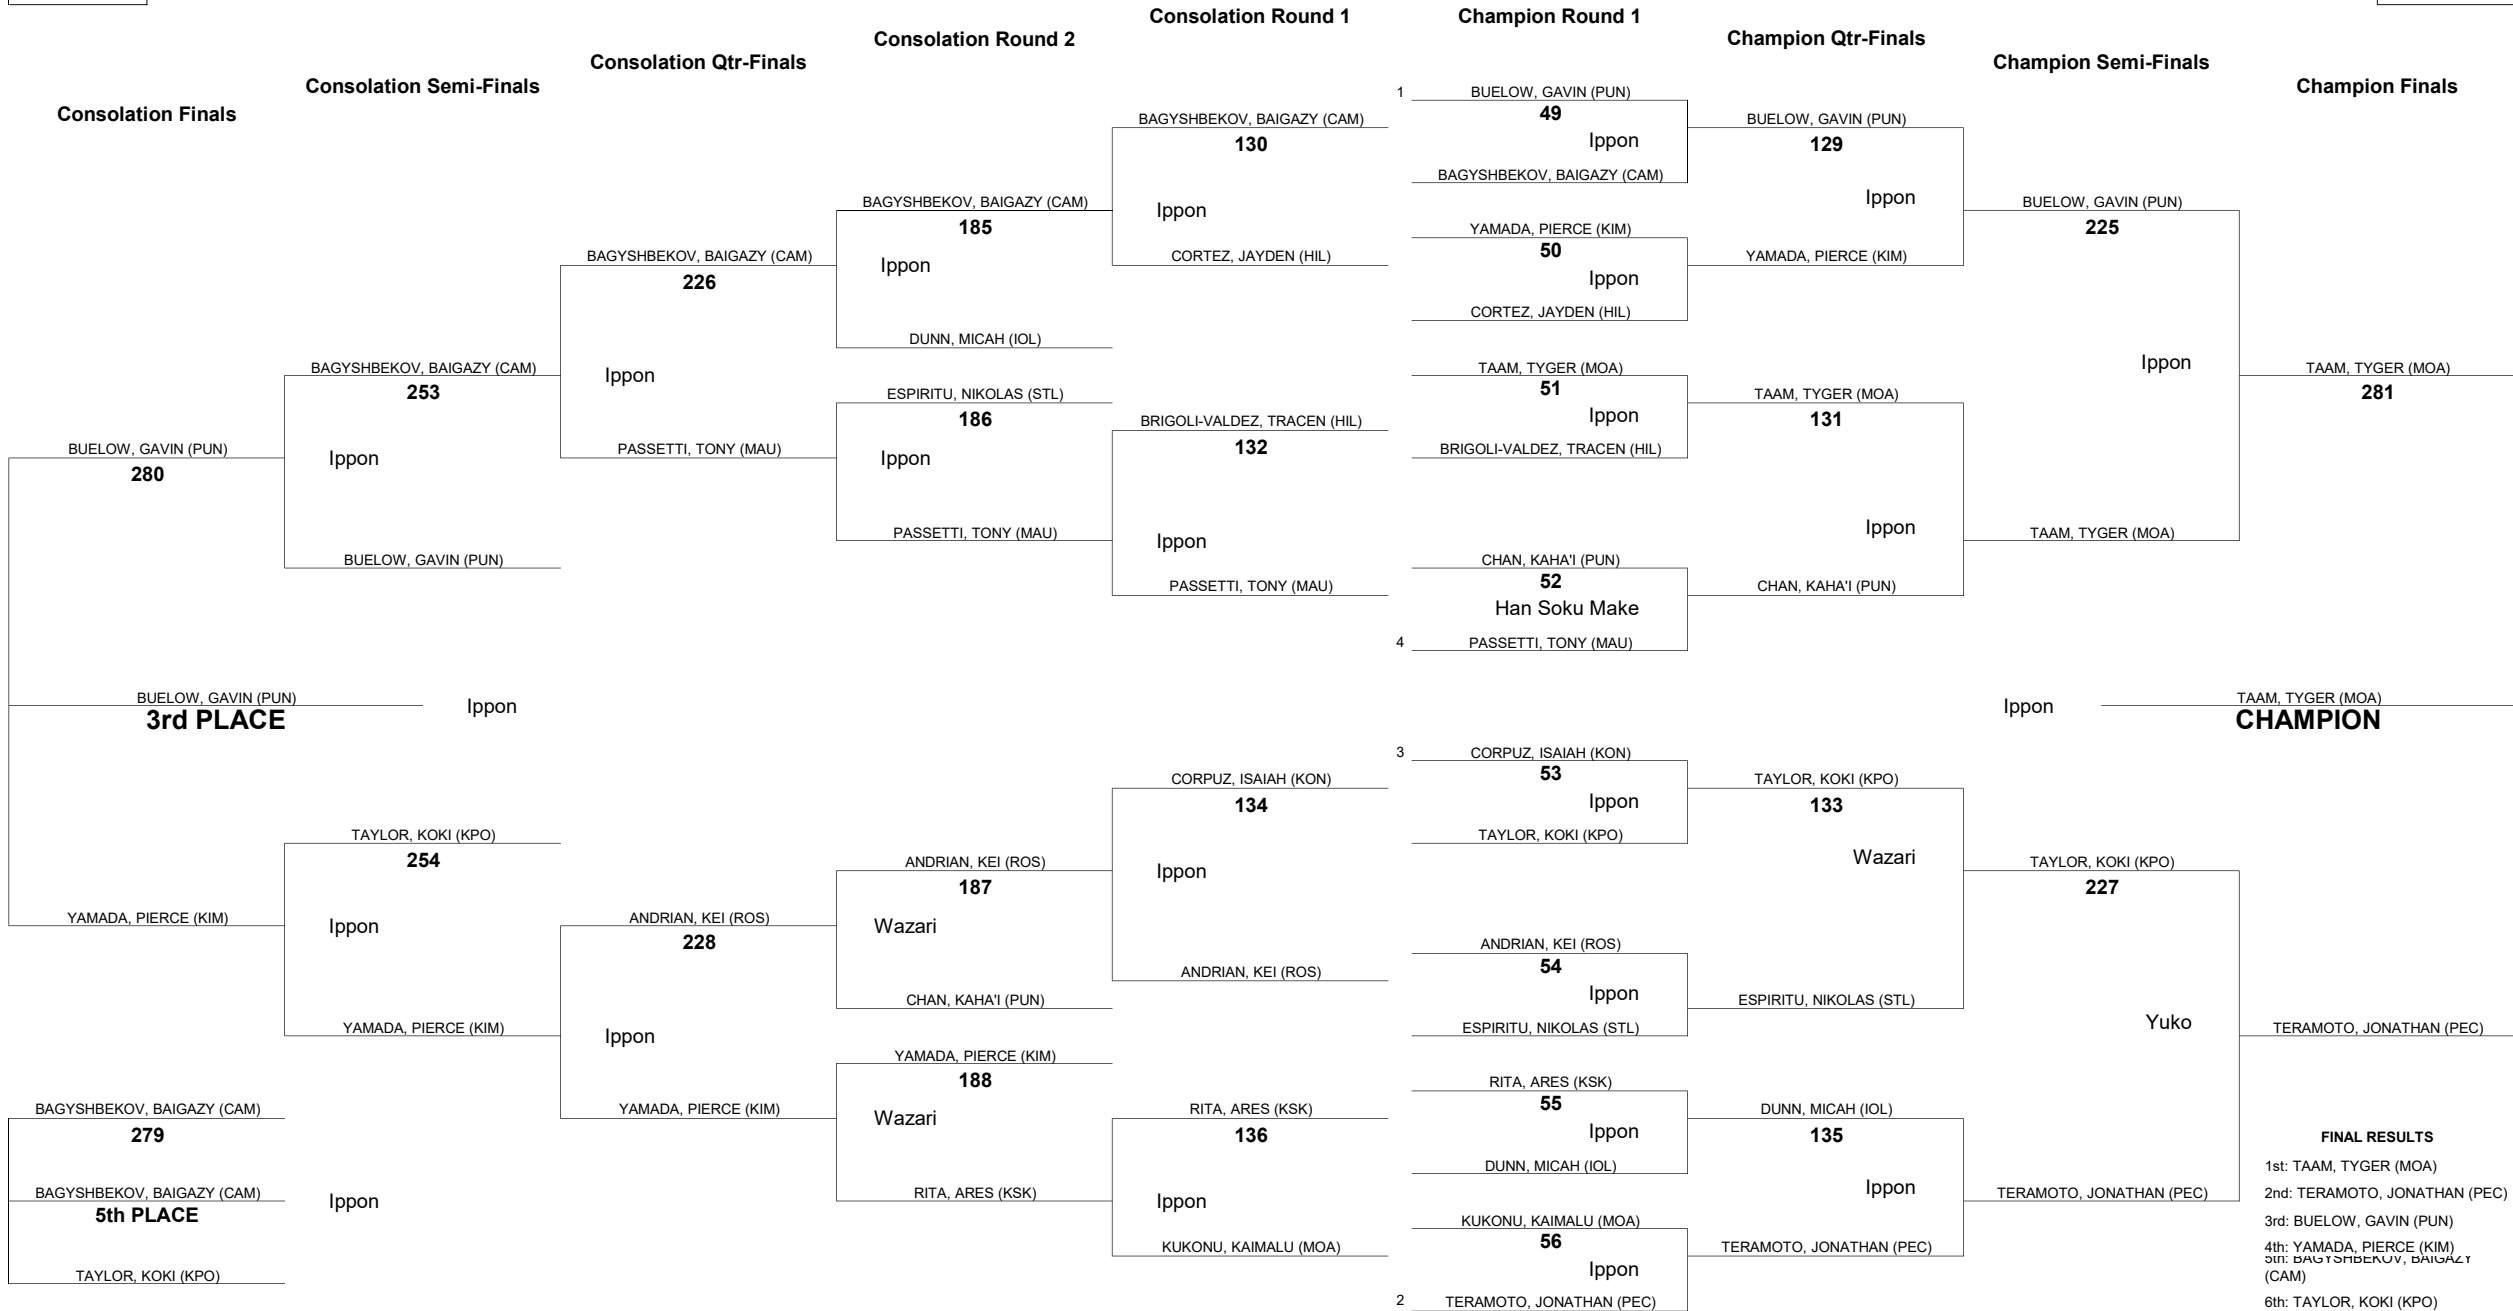 Consolation Round 1
Champion Round 1
Consolation Round 2
Champion Qtr-Finals
Consolation Qtr-Finals
Champion Semi-Finals
Consolation Semi-Finals
Champion Finals
Consolation Finals
1
BUELOW, GAVIN (PUN)
49
Ippon
BAGYSHBEKOV, BAIGAZY (CAM)
YAMADA, PIERCE (KIM)
50
Ippon
CORTEZ, JAYDEN (HIL)
TAAM, TYGER (MOA)
51
Ippon
BRIGOLI-VALDEZ, TRACEN (HIL)
CHAN, KAHA'I (PUN)
52
Han Soku Make
4
PASSETTI, TONY (MAU)
3
CORPUZ, ISAIAH (KON)
53
Ippon
TAYLOR, KOKI (KPO)
ANDRIAN, KEI (ROS)
54
Ippon
ESPIRITU, NIKOLAS (STL)
RITA, ARES (KSK)
55
Ippon
DUNN, MICAH (IOL)
KUKONU, KAIMALU (MOA)
56
Ippon
2
TERAMOTO, JONATHAN (PEC)
BUELOW, GAVIN (PUN)
129
Ippon
YAMADA, PIERCE (KIM)
TAAM, TYGER (MOA)
131
Ippon
CHAN, KAHA'I (PUN)
TAYLOR, KOKI (KPO)
133
Wazari
ESPIRITU, NIKOLAS (STL)
DUNN, MICAH (IOL)
135
Ippon
TERAMOTO, JONATHAN (PEC)
BUELOW, GAVIN (PUN)
225
Ippon
TAAM, TYGER (MOA)
TAYLOR, KOKI (KPO)
227
Yuko
TERAMOTO, JONATHAN (PEC)
TAAM, TYGER (MOA)
281
Ippon
TAAM, TYGER (MOA)
CHAMPION
TERAMOTO, JONATHAN (PEC)
BAGYSHBEKOV, BAIGAZY (CAM)
130
Ippon
CORTEZ, JAYDEN (HIL)
BRIGOLI-VALDEZ, TRACEN (HIL)
132
Ippon
PASSETTI, TONY (MAU)
CORPUZ, ISAIAH (KON)
134
Ippon
ANDRIAN, KEI (ROS)
RITA, ARES (KSK)
136
Ippon
KUKONU, KAIMALU (MOA)
BAGYSHBEKOV, BAIGAZY (CAM)
185
Ippon
DUNN, MICAH (IOL)
ESPIRITU, NIKOLAS (STL)
186
Ippon
PASSETTI, TONY (MAU)
ANDRIAN, KEI (ROS)
187
Wazari
CHAN, KAHA'I (PUN)
YAMADA, PIERCE (KIM)
188
Wazari
RITA, ARES (KSK)
BAGYSHBEKOV, BAIGAZY (CAM)
226
Ippon
PASSETTI, TONY (MAU)
ANDRIAN, KEI (ROS)
228
Ippon
YAMADA, PIERCE (KIM)
BAGYSHBEKOV, BAIGAZY (CAM)
253
Ippon
BUELOW, GAVIN (PUN)
TAYLOR, KOKI (KPO)
254
Ippon
YAMADA, PIERCE (KIM)
BUELOW, GAVIN (PUN)
280
BUELOW, GAVIN (PUN)
3rd PLACE
Ippon
YAMADA, PIERCE (KIM)
BAGYSHBEKOV, BAIGAZY (CAM)
279
BAGYSHBEKOV, BAIGAZY (CAM)
5th PLACE
Ippon
TAYLOR, KOKI (KPO)
FINAL RESULTS
1st: TAAM, TYGER (MOA)
2nd: TERAMOTO, JONATHAN (PEC)
3rd: BUELOW, GAVIN (PUN)
4th: YAMADA, PIERCE (KIM)
5th: BAGYSHBEKOV, BAIGAZY
(CAM)
6th: TAYLOR, KOKI (KPO)